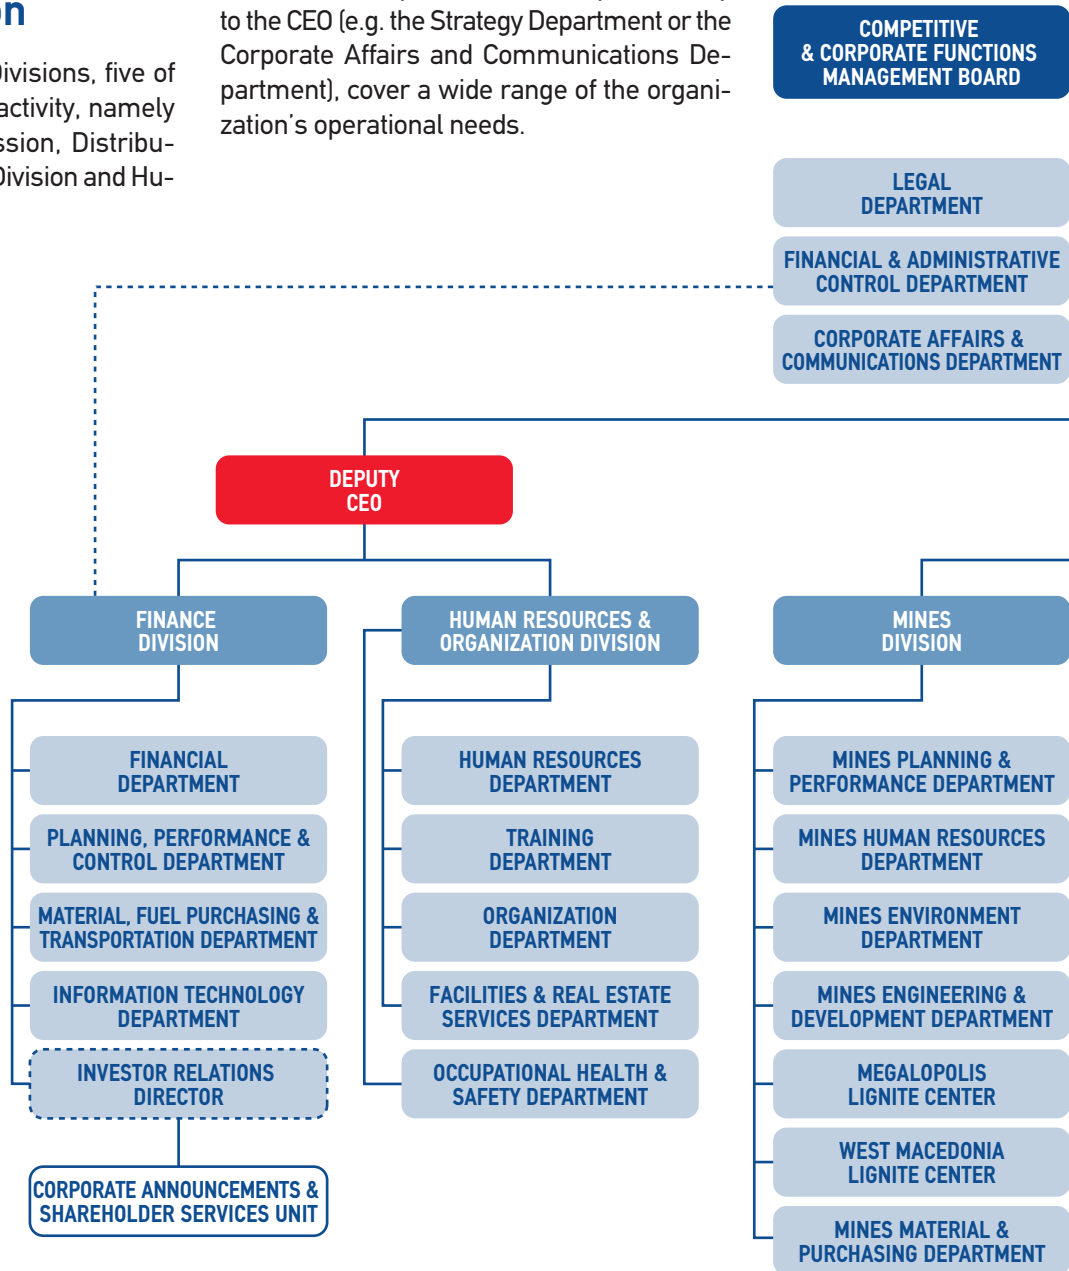 on
Divisions, five of
activity, namely
ssion, Distribu-
Division and Hu-
to the CEO (e.g. the Strategy Department or the
Corporate Affairs and Communications De-
partment), cover a wide range of the organi-
zation's operational needs.
COMPETITIVE
& CORPORATE FUNCTIONS
MANAGEMENT BOARD
LEGAL
DEPARTMENT
FINANCIAL & ADMINISTRATIVE
CONTROL DEPARTMENT
CORPORATE AFFAIRS &
COMMUNICATIONS DEPARTMENT
DEPUTY
CEO
FINANCE
DIVISION
HUMAN RESOURCES &
ORGANIZATION DIVISION
MINES
DIVISION
FINANCIAL
DEPARTMENT
PLANNING, PERFORMANCE &
CONTROL DEPARTMENT
MATERIAL, FUEL PURCHASING &
TRANSPORTATION DEPARTMENT
INFORMATION TECHNOLOGY
DEPARTMENT
INVESTOR RELATIONS
DIRECTOR
CORPORATE ANNOUNCEMENTS &
SHAREHOLDER SERVICES UNIT
HUMAN RESOURCES
DEPARTMENT
TRAINING
DEPARTMENT
ORGANIZATION
DEPARTMENT
FACILITIES & REAL ESTATE
SERVICES DEPARTMENT
OCCUPATIONAL HEALTH &
SAFETY DEPARTMENT
MINES PLANNING &
PERFORMANCE DEPARTMENT
MINES HUMAN RESOURCES
DEPARTMENT
MINES ENVIRONMENT
DEPARTMENT
MINES ENGINEERING &
DEVELOPMENT DEPARTMENT
MEGALOPOLIS
LIGNITE CENTER
WEST MACEDONIA
LIGNITE CENTER
MINES MATERIAL &
PURCHASING DEPARTMENT